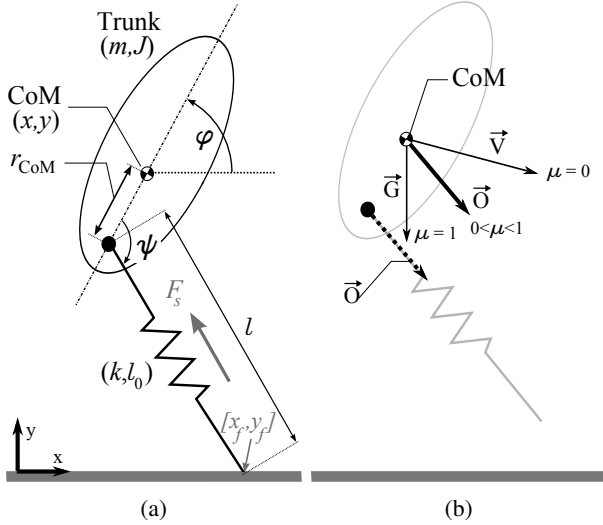 Trunk
(m,J)
CoM
(x,y)
r_CoM
φ
ψ
F_s
l
(k,l_0)
[x_f,y_f]
y
x
(a)
CoM
V⃗
μ = 0
G⃗
O⃗
μ = 1
0<μ<1
O⃗
(b)